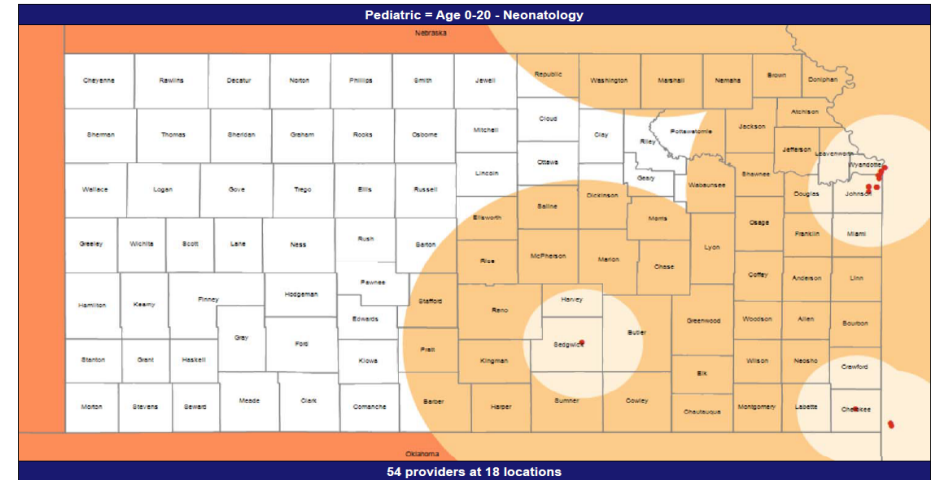 Pediatric = Age 0-20 - Neonatology
Nebraska
Cheyenne Rawlins Decatur Norton Phillips Smith Jewell Republic Washington Marshall Nemaha Brown Doniphan
Atchison
Sherman Thomas Sheridan Graham Rooks Osborne Mitchell Cloud Clay Riley Pottawatomie Jackson
Jefferson Leavenworth
Wyandotte
Ottawa
Lincoln Geary Shawnee
Wallace Logan Gove Trego Ellis Russell Dickinson Wabaunsee Douglas Johnson
Saline
Ellsworth Morris Osage
Greeley Wichita Scott Lane Ness Rush Barton Lyon Franklin Miami
Rice McPherson Marion Chase
Pawnee Coffey Anderson Linn
Hamilton Kearny Finney Hodgeman Stafford Reno Harvey
Edwards Greenwood Woodson Allen Bourbon
Gray Ford Butler
Sedgwick
Stanton Grant Haskell Kiowa Pratt Kingman Elk Wilson Neosho Crawford
Morton Stevens Seward Meade Clark Comanche Barber Harper Sumner Cowley Chautauqua Montgomery Labette Cherokee
Oklahoma
54 providers at 18 locations